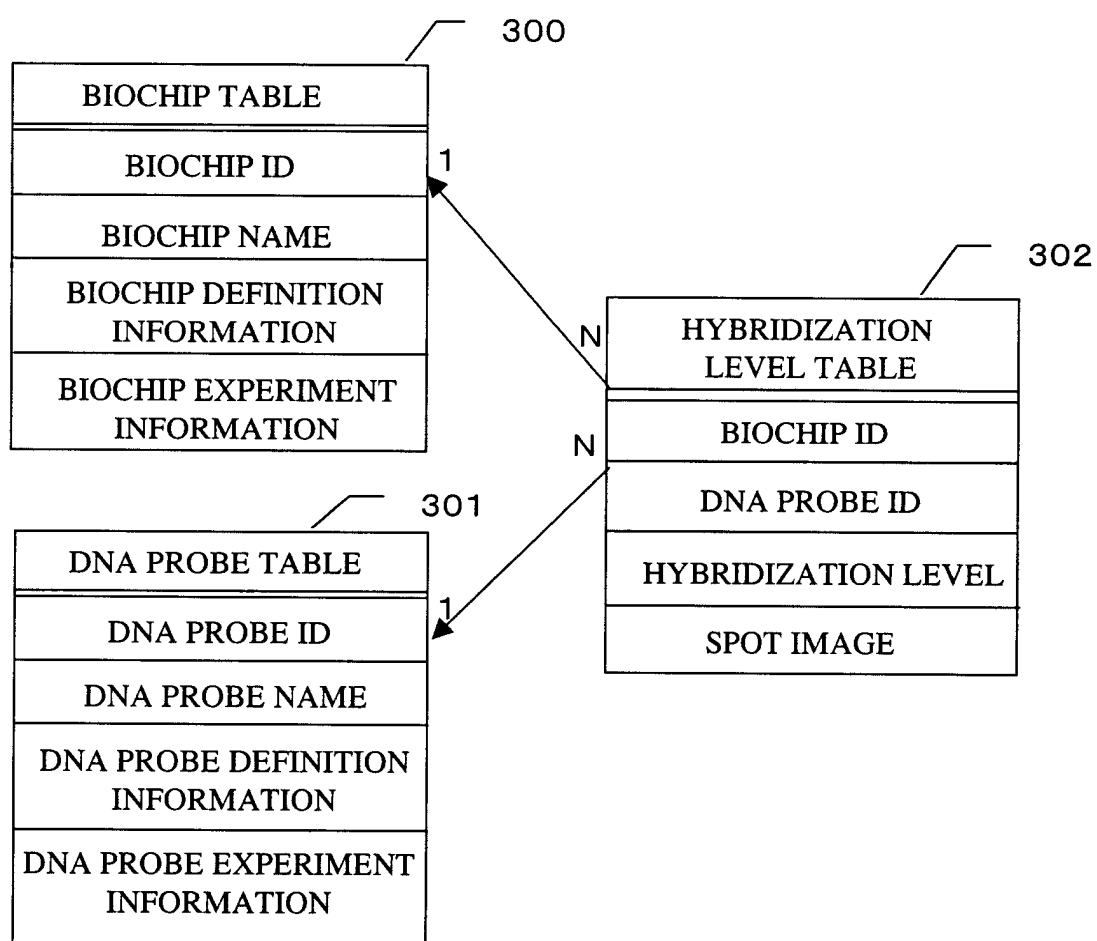 300
BIOCHIP TABLE
BIOCHIP ID
1
BIOCHIP NAME
BIOCHIP DEFINITION
INFORMATION
BIOCHIP EXPERIMENT
INFORMATION
302
N
HYBRIDIZATION
LEVEL TABLE
N
BIOCHIP ID
DNA PROBE ID
HYBRIDIZATION LEVEL
SPOT IMAGE
301
DNA PROBE TABLE
1
DNA PROBE ID
DNA PROBE NAME
DNA PROBE DEFINITION
INFORMATION
DNA PROBE EXPERIMENT
INFORMATION